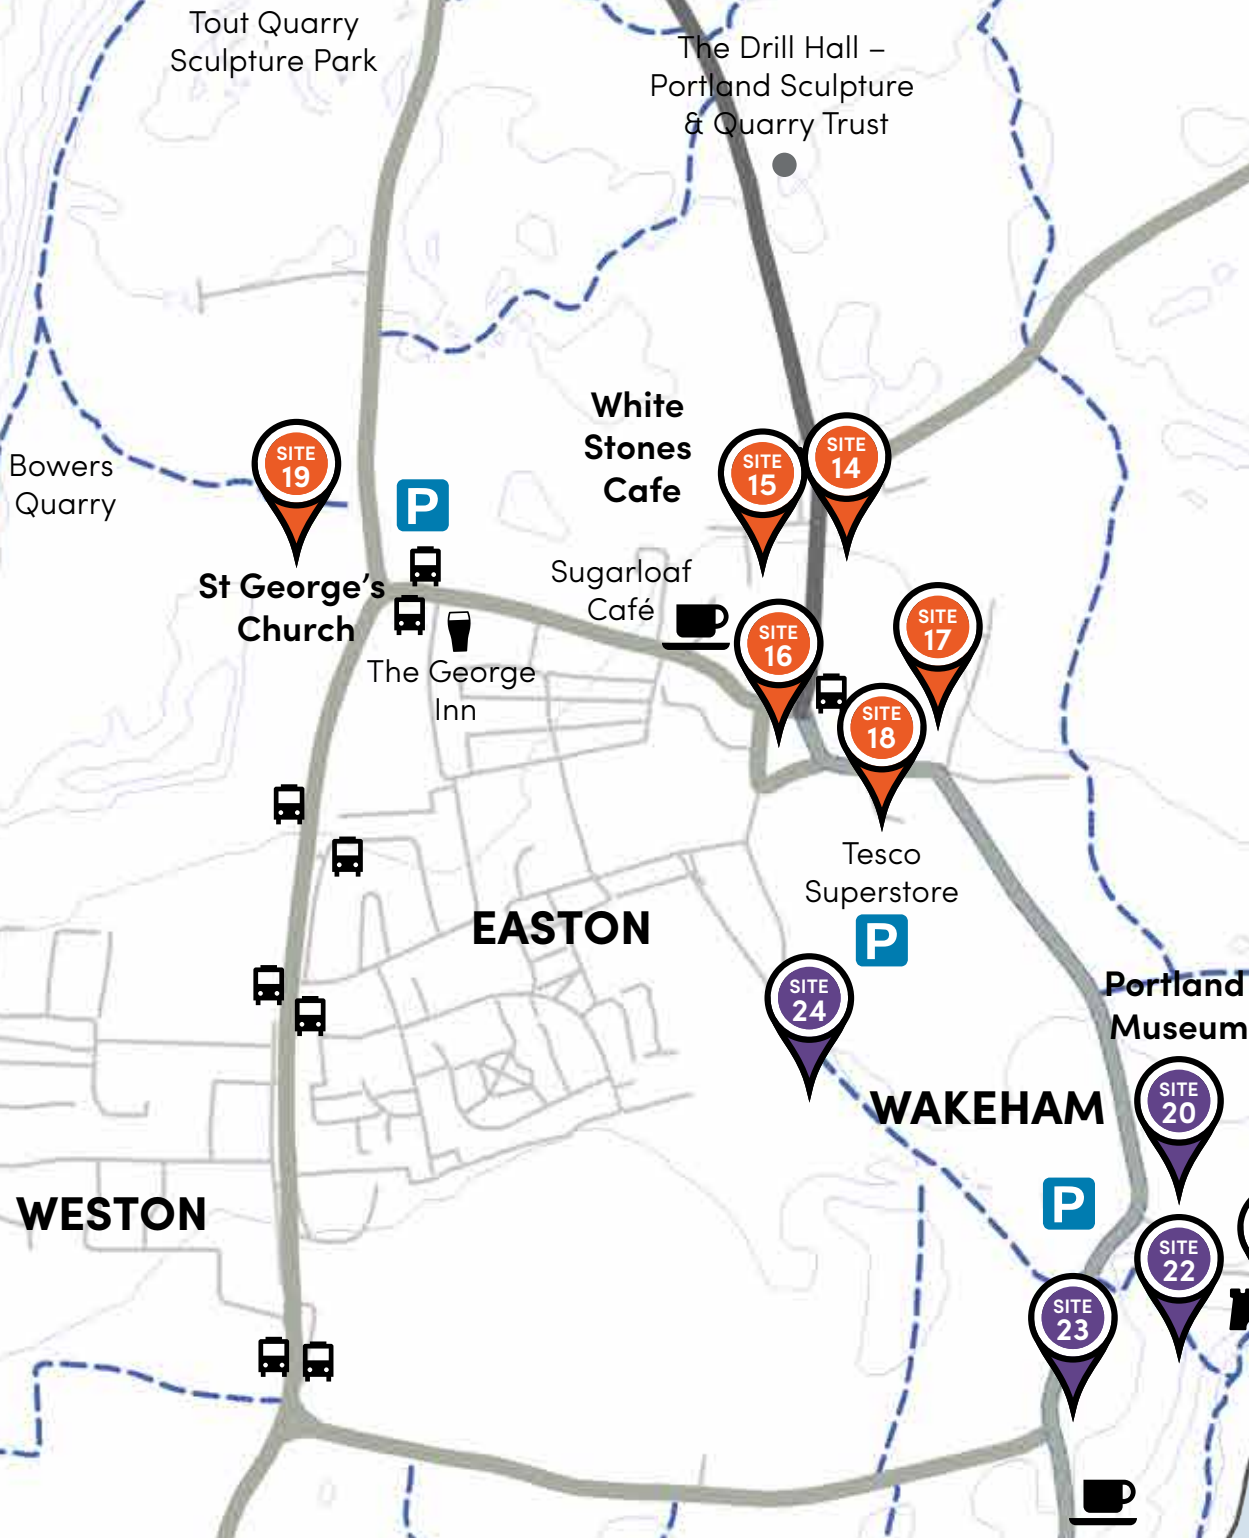 Tout Quarry
Sculpture Park
The Drill Hall –
Portland Sculpture
& Quarry Trust
White
Stones
Cafe
SITE
14
SITE
15
SITE
19
Bowers
Quarry
P
St George's
Church
Sugarloaf
Café
The George
Inn
SITE
16
SITE
17
SITE
18
Tesco
Superstore
P
EASTON
SITE
24
Portland
Museum
WAKEHAM
SITE
20
WESTON
P
SITE
22
SITE
23